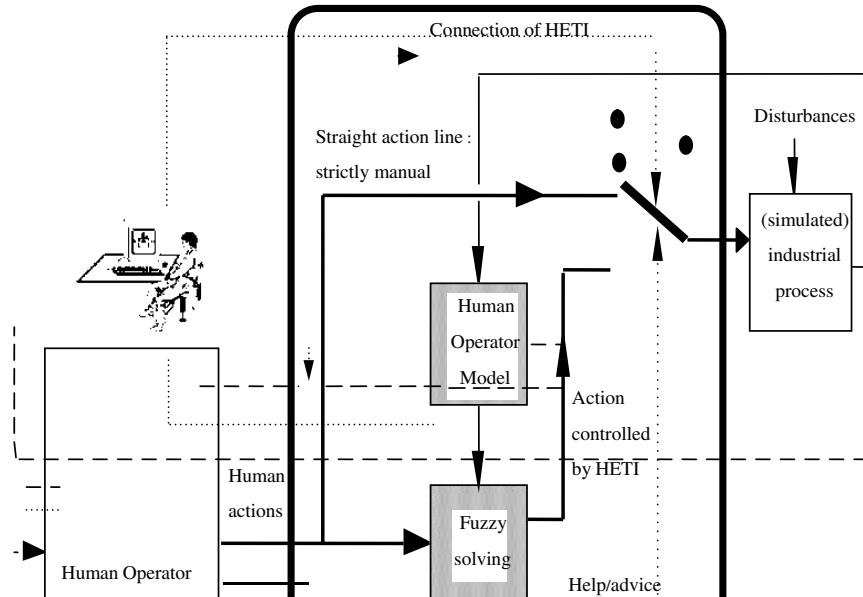 Connection of HETI
Straight action line :
strictly manual
Disturbances
(simulated)
industrial
process
Human
Operator
Model
Action
controlled
by HETI
Human
actions
Fuzzy
solving
Human Operator
Help/advice